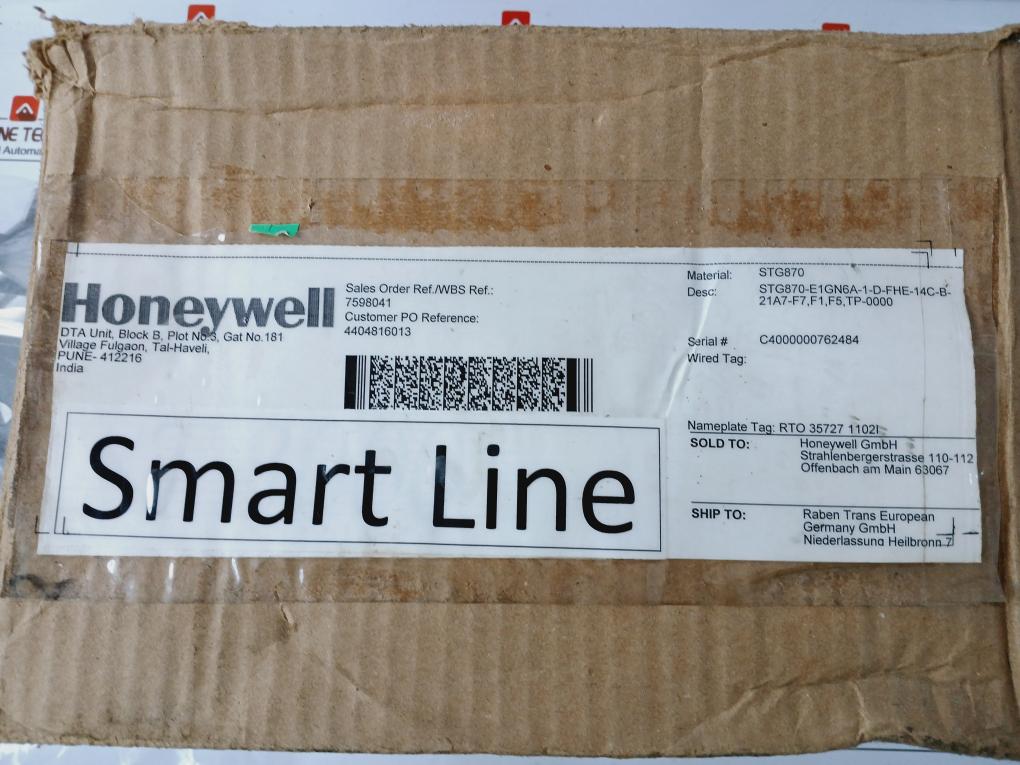 Honeywell
DTA Unit, Block B, Plot No.3, Gat No.181
Village Fulgaon, Tal-Haveli,
PUNE- 412216
India
Sales Order Ref./WBS Ref.:
7598041
Customer PO Reference:
4404816013
Smart Line
Material: STG870
Desc: STG870-E1GN6A-1-D-FHE-14C-B-
21A7-F7,F1,F5,TP-0000
Serial # C4000000762484
Wired Tag:
Nameplate Tag: RTO 35727 1102I
SOLD TO: Honeywell GmbH
Strahlenbergerstrasse 110-112
Offenbach am Main 63067
SHIP TO: Raben Trans European
Germany GmbH
Niederlassung Heilbronn 7